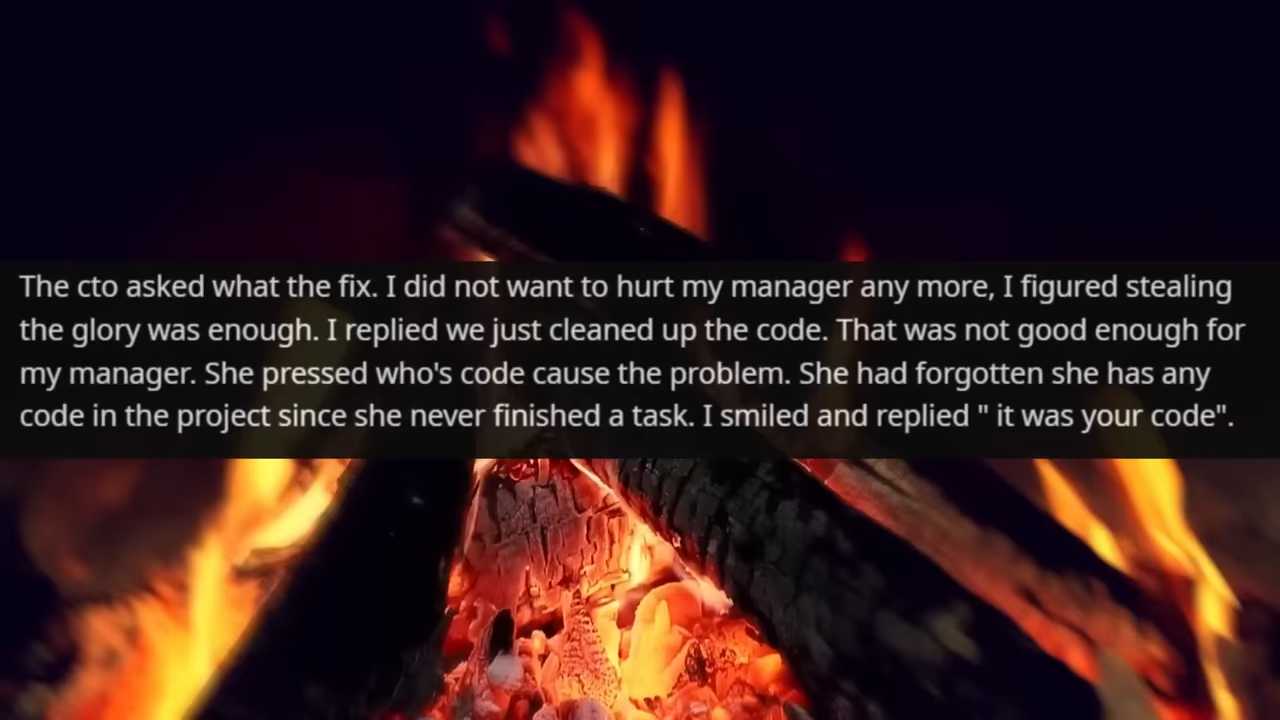 The cto asked what the fix. I did not want to hurt my manager any more, I figured stealing
the glory was enough. I replied we just cleaned up the code. That was not good enough for
my manager. She pressed who's code cause the problem. She had forgotten she has any
code in the project since she never finished a task. I smiled and replied " it was your code".